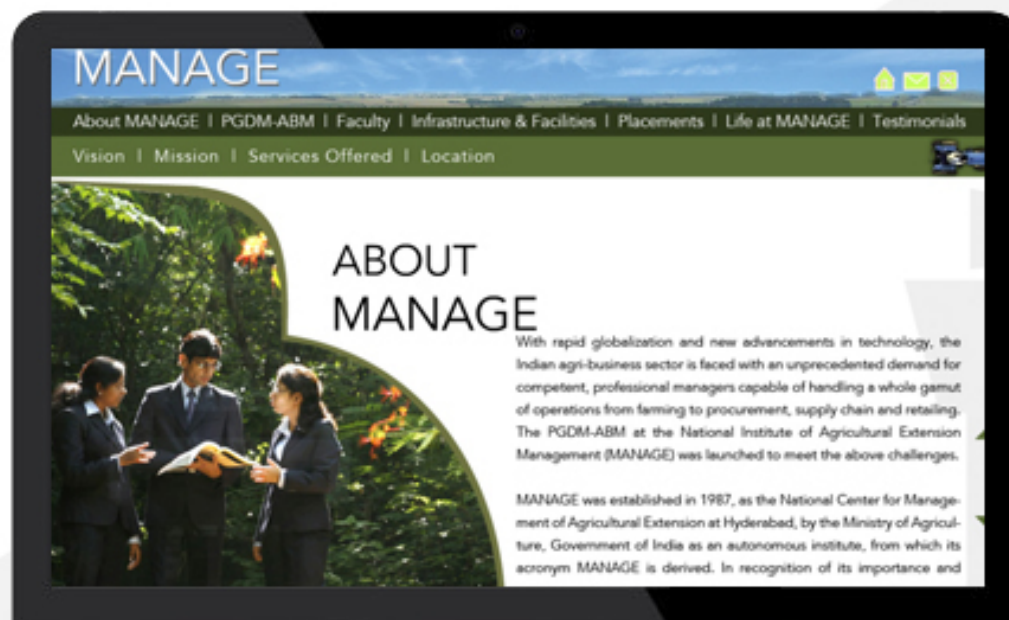 MANAGE
About MANAGE | PGDM-ABM | Faculty | Infrastructure & Facilities | Placements | Life at MANAGE | Testimonials
Vision | Mission | Services Offered | Location
ABOUT
MANAGE
With rapid globalization and new advancements in technology, the
Indian agri-business sector is faced with an unprecedented demand for
competent, professional managers capable of handling a whole gamut
of operations from farming to procurement, supply chain and retailing.
The PGDM-ABM at the National Institute of Agricultural Extension
Management (MANAGE) was launched to meet the above challenges.
MANAGE was established in 1987, as the National Center for Manage-
ment of Agricultural Extension at Hyderabad, by the Ministry of Agricul-
ture, Government of India as an autonomous institute, from which its
acronym MANAGE is derived. In recognition of its importance and